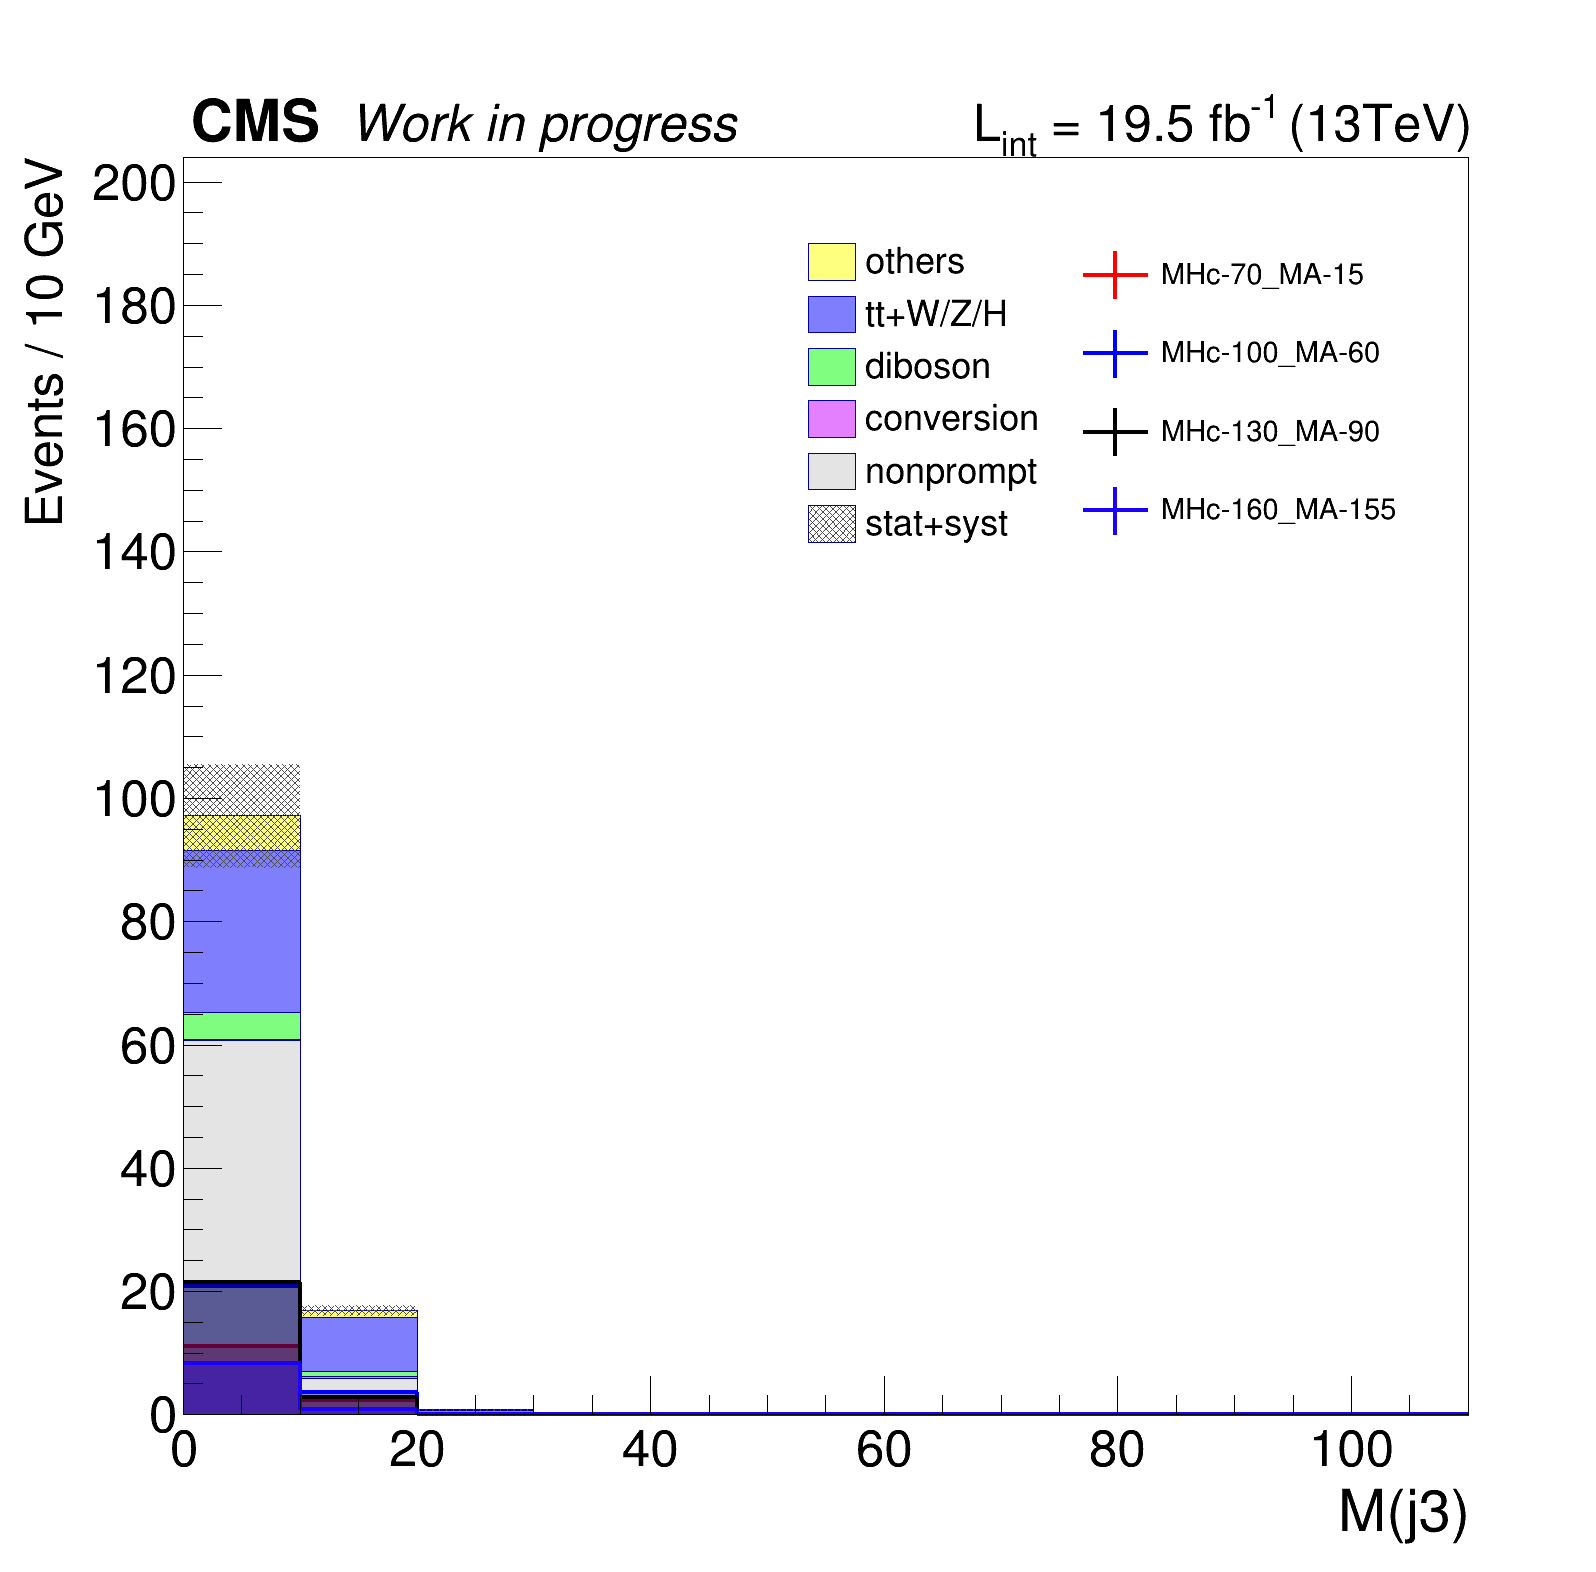 CMS Work in progress L_int = 19.5 fb^-1 (13TeV)
Events / 10 GeV
200
180
160
140
120
100
80
60
40
20
0
others
tt+W/Z/H
diboson
conversion
nonprompt
stat+syst
MHc-70_MA-15
MHc-100_MA-60
MHc-130_MA-90
MHc-160_MA-155
0 20 40 60 80 100
M(j3)